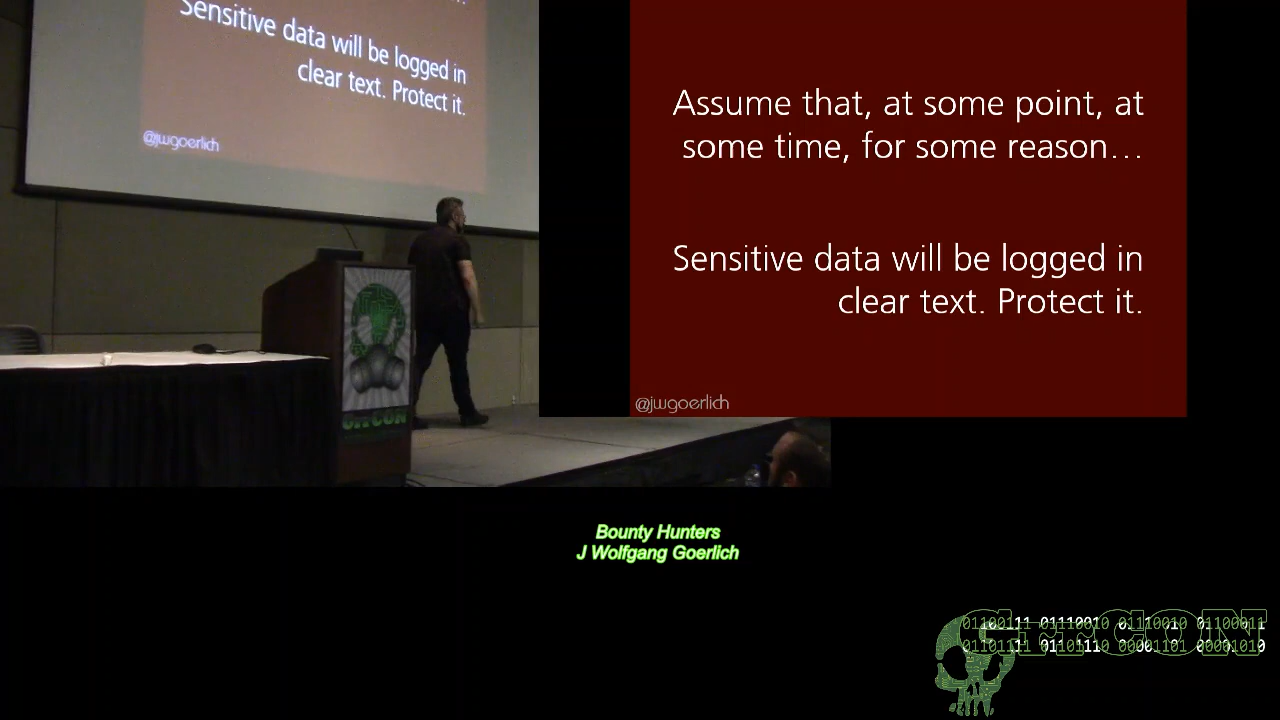 Sensitive data will be logged in
clear text. Protect it.
@jwgoerlich
Assume that, at some point, at
some time, for some reason…
Sensitive data will be logged in
clear text. Protect it.
@jwgoerlich
Bounty Hunters
J Wolfgang Goerlich